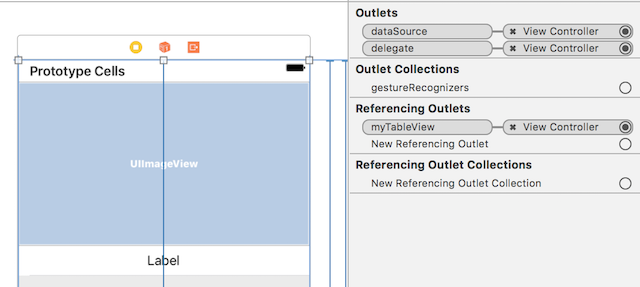 Prototype Cells
UIImageView
Label
Outlets
dataSource View Controller
delegate View Controller
Outlet Collections
gestureRecognizers
Referencing Outlets
myTableView View Controller
New Referencing Outlet
Referencing Outlet Collections
New Referencing Outlet Collection